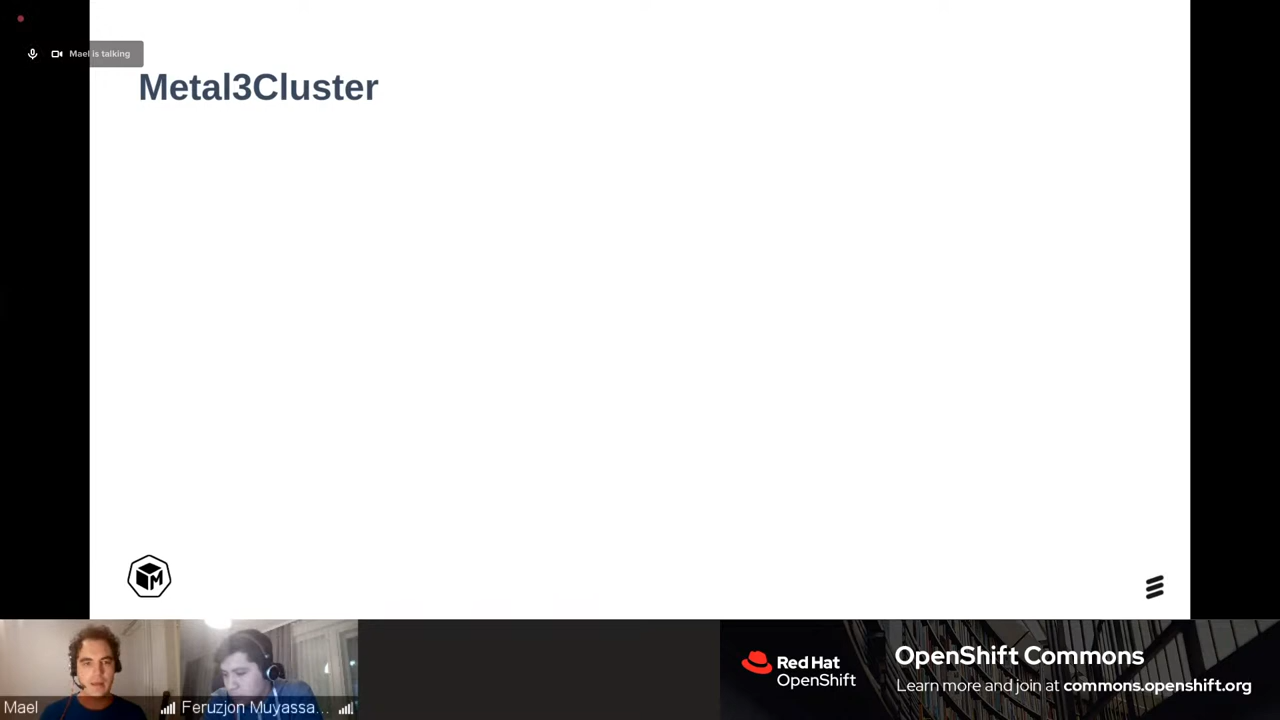 Mael is talking
Metal3Cluster
M
Mael
Feruzjon Muyassa...
Red Hat
OpenShift
OpenShift Commons
Learn more and join at commons.openshift.org